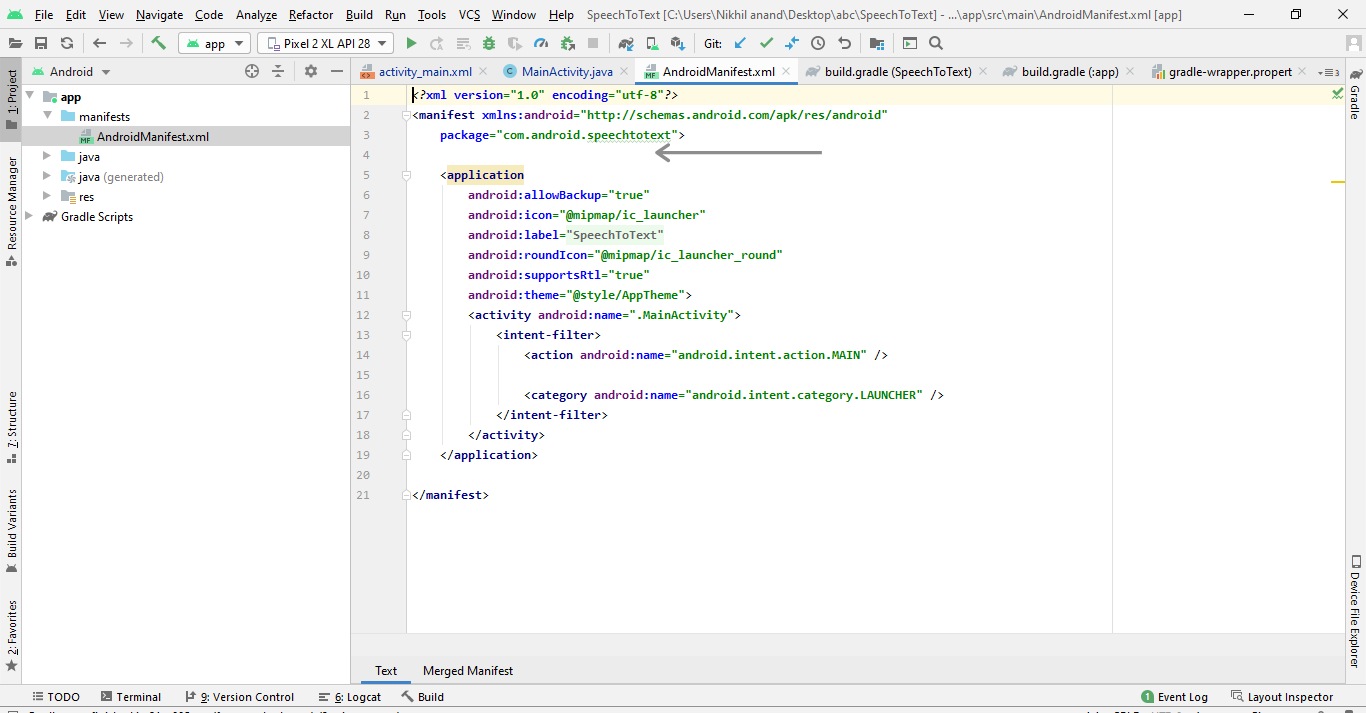 File Edit View Navigate Code Analyze Refactor Build Run Tools VCS Window Help SpeechToText [C:\Users\Nikhil anand\Desktop\abc\SpeechToText] - ...\app\src\main\AndroidManifest.xml [app]
app Pixel 2 XL API 28 Git:
Android activity_main.xml MainActivity.java AndroidManifest.xml build.gradle (SpeechToText) build.gradle (:app) gradle-wrapper.propert 3
1: Project
Resource Manager
7: Structure
Build Variants
2: Favorites
app
manifests
AndroidManifest.xml
java
java (generated)
res
Gradle Scripts
1 <?xml version="1.0" encoding="utf-8"?>
2 <manifest xmlns:android="http://schemas.android.com/apk/res/android"
3 package="com.android.speechtotext">
4
5 <application
6 android:allowBackup="true"
7 android:icon="@mipmap/ic_launcher"
8 android:label="SpeechToText"
9 android:roundIcon="@mipmap/ic_launcher_round"
10 android:supportsRtl="true"
11 android:theme="@style/AppTheme">
12 <activity android:name=".MainActivity">
13 <intent-filter>
14 <action android:name="android.intent.action.MAIN" />
15
16 <category android:name="android.intent.category.LAUNCHER" />
17 </intent-filter>
18 </activity>
19 </application>
20
21 </manifest>
Gradle
Device File Explorer
Text Merged Manifest
TODO Terminal 9: Version Control 6: Logcat Build 1 Event Log Layout Inspector